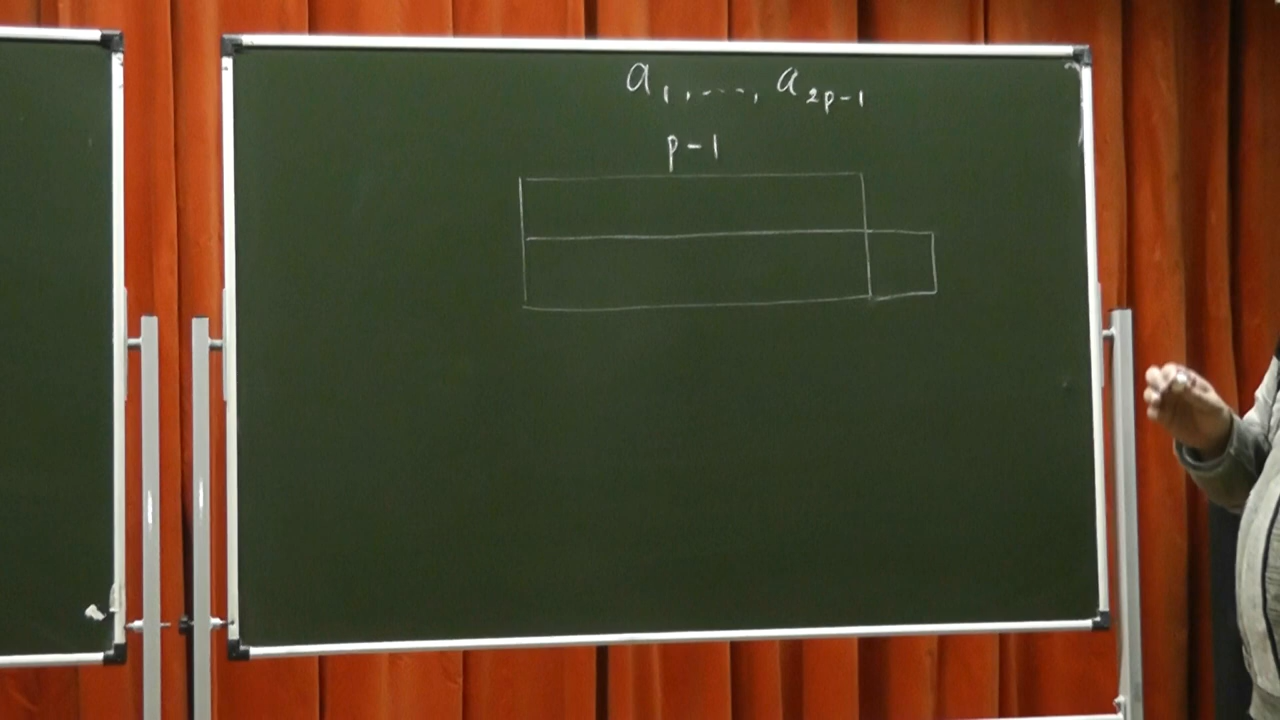 a₁, ..., a₂ₚ₋₁
p-1